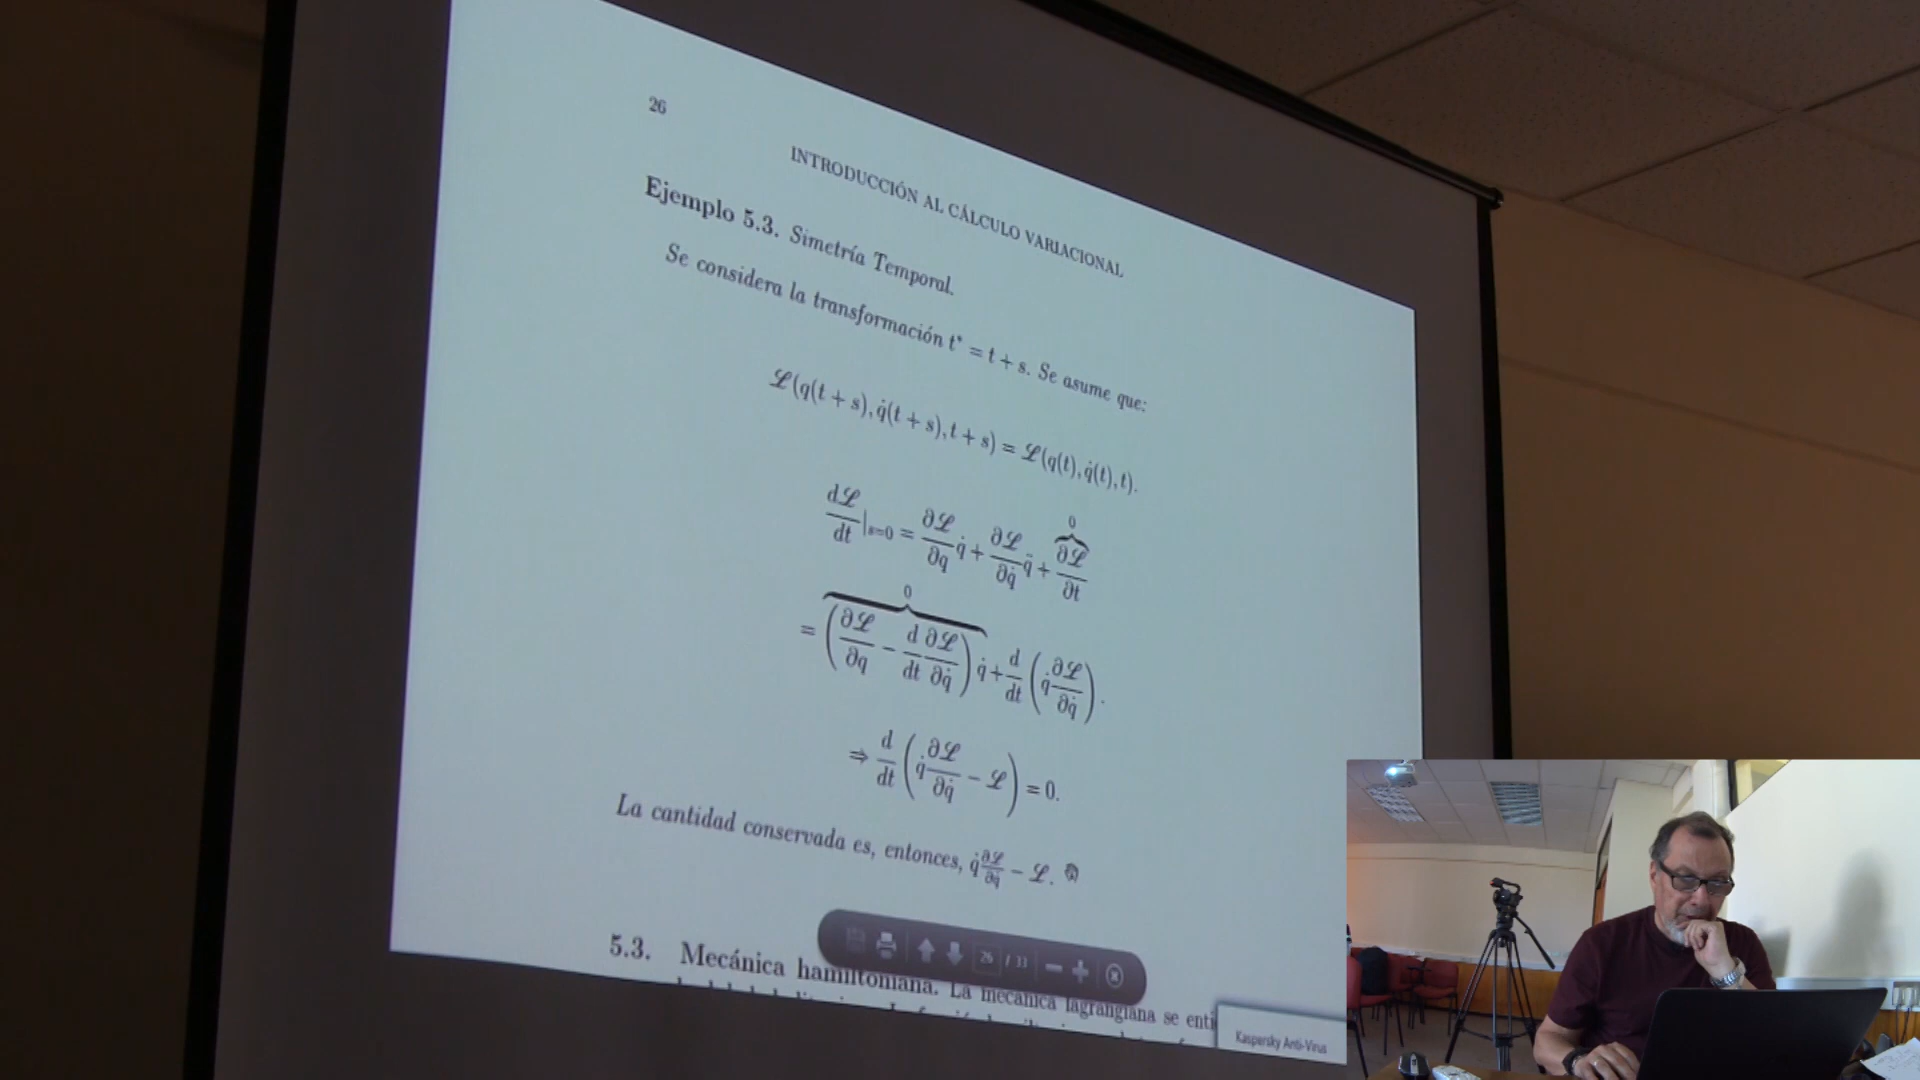 26
INTRODUCCIÓN AL CÁLCULO VARIACIONAL
Ejemplo 5.3. Simetría Temporal.
Se considera la transformación t* = t + s. Se asume que:
ℒ(q(t + s), q̇(t + s), t + s) = ℒ(q(t), q̇(t), t).
dℒ/dt |s=0 = ∂ℒ/∂q q̇ + ∂ℒ/∂q̇ q̈ + ∂ℒ/∂t 0
= (∂ℒ/∂q − d/dt ∂ℒ/∂q̇) 0 q̇ + d/dt (q̇ ∂ℒ/∂q̇).
⇒ d/dt (q̇ ∂ℒ/∂q̇ − ℒ) = 0.
La cantidad conservada es, entonces, q̇ ∂ℒ/∂q̇ − ℒ.
26 / 33
5.3. Mecánica hamiltoniana. La mecánica lagrangiana se enti
Kaspersky Anti-Virus